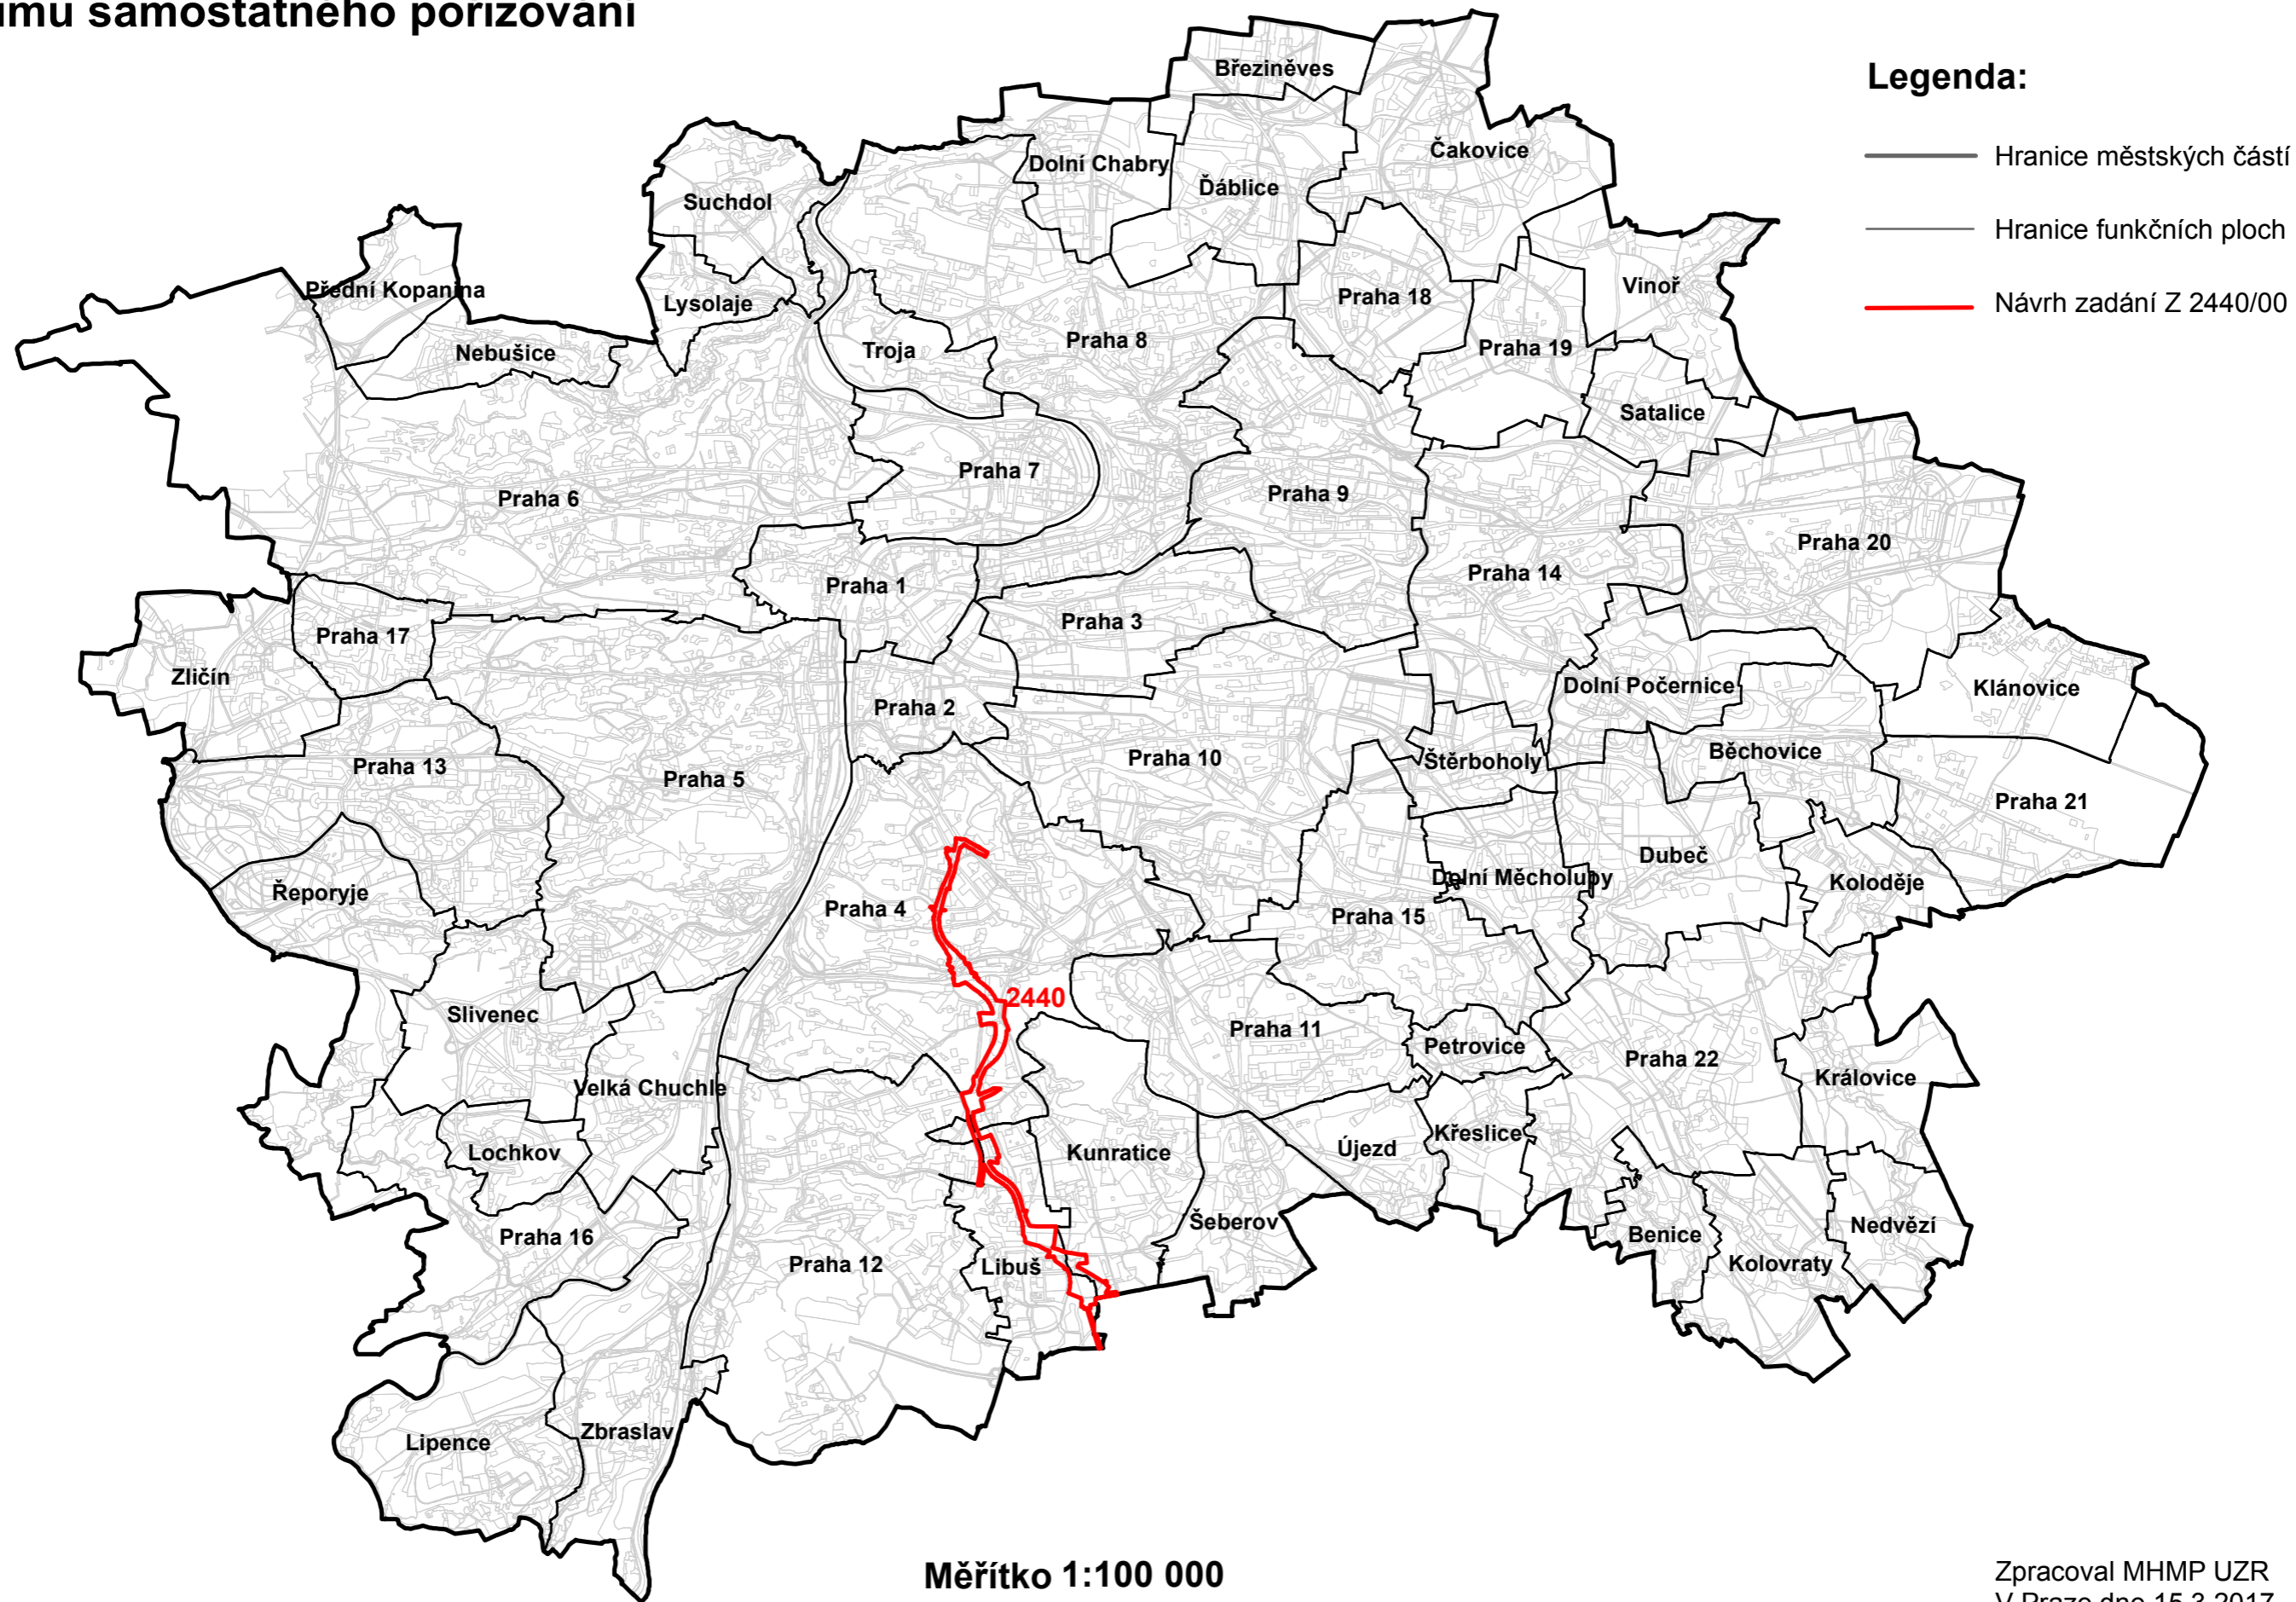 imu samostatného pořizování
Legenda:
Hranice městských částí
Hranice funkčních ploch
Návrh zadání Z 2440/00
Březiněves
Čakovice
Dolní Chabry
Ďáblice
Suchdol
Přední Kopanina
Lysolaje
Vinoř
Praha 18
Praha 8
Praha 19
Troja
Nebušice
Satalice
Praha 7
Praha 9
Praha 6
Praha 20
Praha 14
Praha 1
Praha 3
Praha 17
Zličín
Dolní Počernice
Klánovice
Praha 2
Běchovice
Praha 10
Štěrboholy
Praha 13
Praha 5
Praha 21
Dubeč
Dolní Měcholupy
Koloděje
Řeporyje
Praha 4
Praha 15
2440
Slivenec
Praha 11
Petrovice
Praha 22
Královice
Velká Chuchle
Křeslice
Újezd
Kunratice
Lochkov
Šeberov
Nedvězí
Benice
Praha 16
Kolovraty
Praha 12
Libuš
Zbraslav
Lipence
Měřítko 1:100 000
Zpracoval MHMP UZR
V Praze dne 15.3.2017